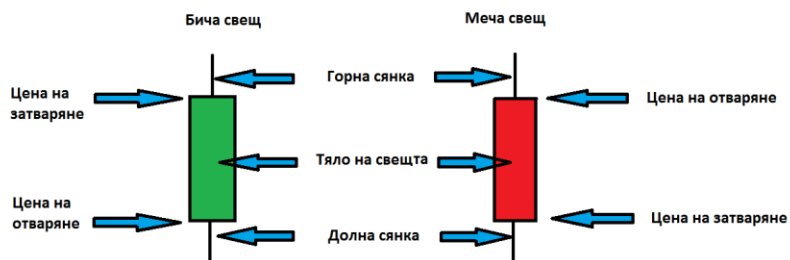 Бича свещ
Меча свещ
Горна сянка
Цена на
затваряне
Цена на отваряне
Тяло на свещта
Цена на
отваряне
Цена на затваряне
Долна сянка